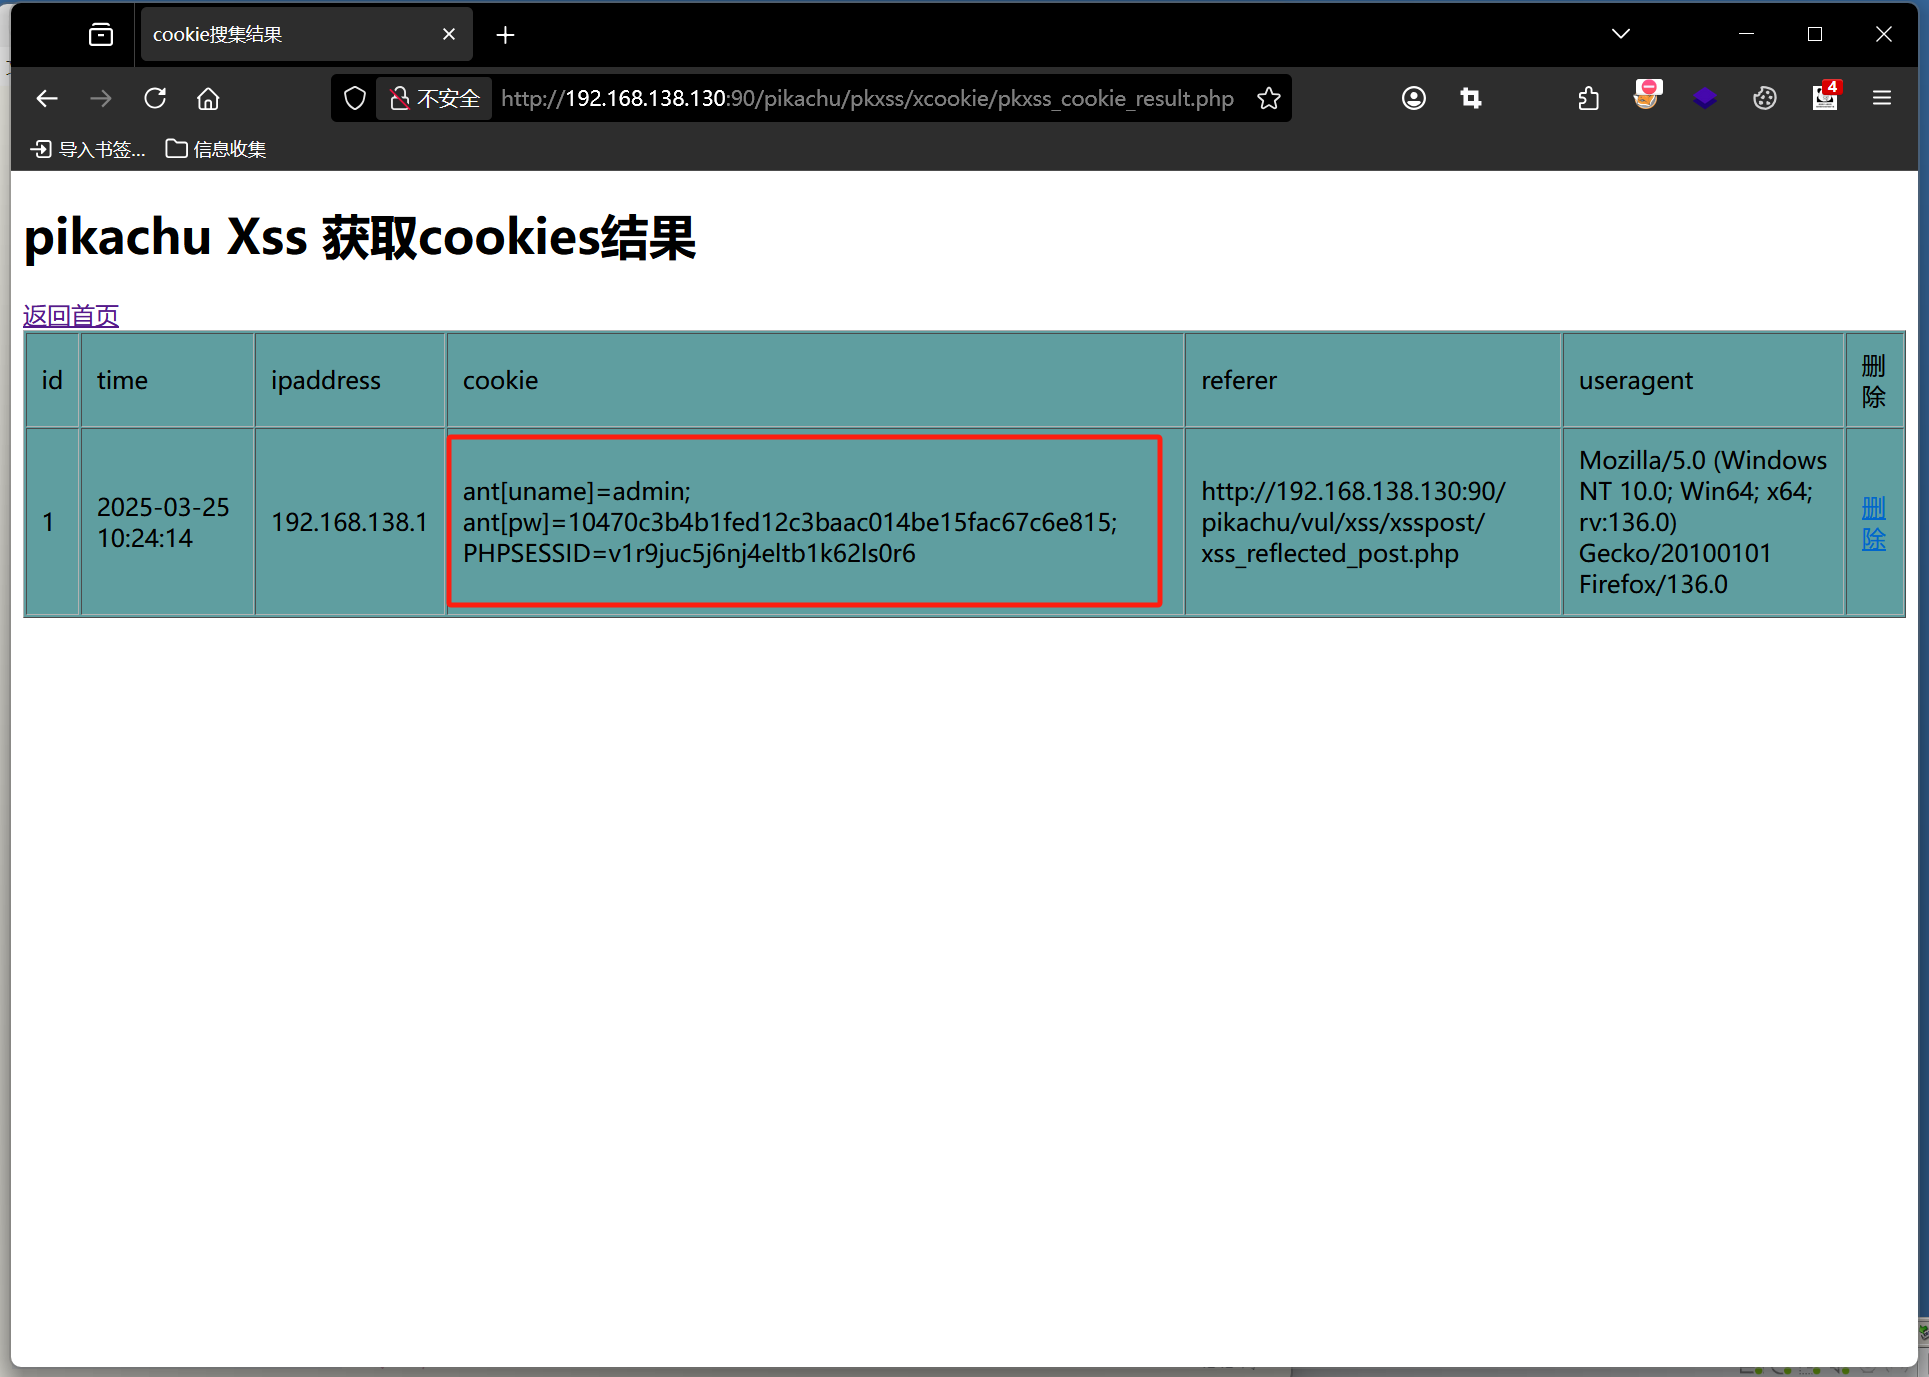 cookie搜集结果
不安全 http://192.168.138.130:90/pikachu/pkxss/xcookie/pkxss_cookie_result.php
4
导入书签... 信息收集
pikachu Xss 获取cookies结果
返回首页
id time ipaddress cookie referer useragent 删除
1
2025-03-25
10:24:14
192.168.138.1
ant[uname]=admin;
ant[pw]=10470c3b4b1fed12c3baac014be15fac67c6e815;
PHPSESSID=v1r9juc5j6nj4eltb1k62ls0r6
http://192.168.138.130:90/
pikachu/vul/xss/xsspost/
xss_reflected_post.php
Mozilla/5.0 (Windows
NT 10.0; Win64; x64;
rv:136.0)
Gecko/20100101
Firefox/136.0
删
除